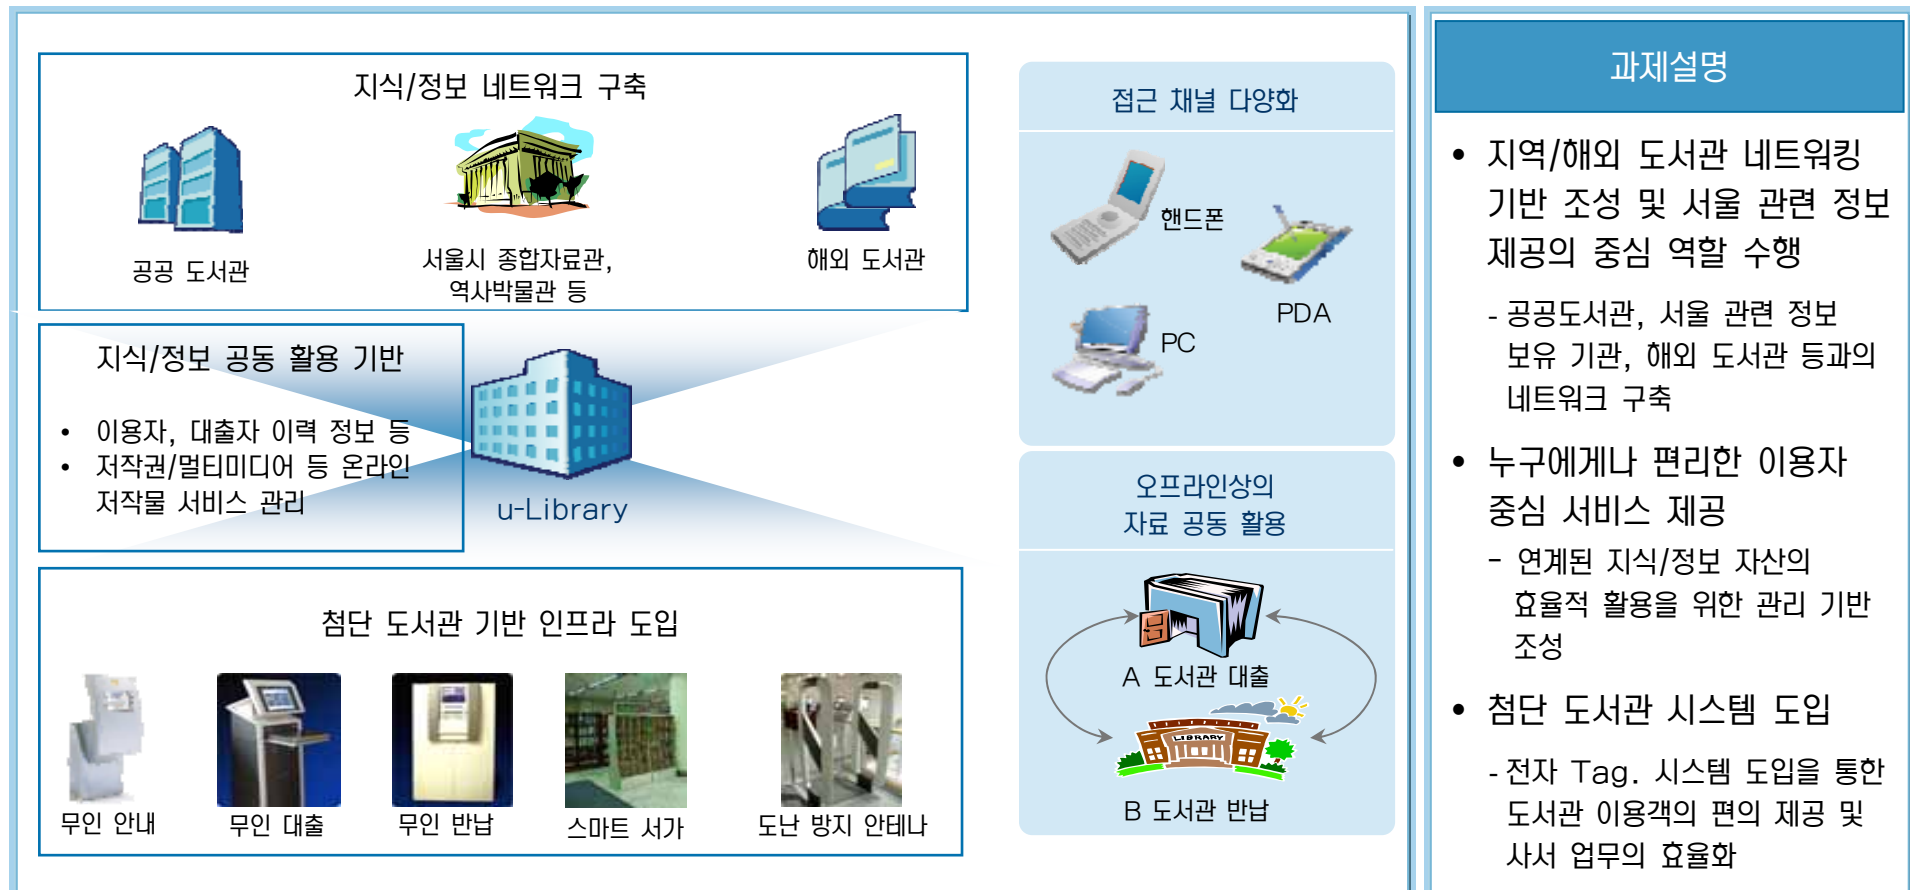 지식/정보 네트워크 구축
공공 도서관
서울시 종합자료관,
역사박물관 등
해외 도서관
지식/정보 공동 활용 기반
• 이용자, 대출자 이력 정보 등
• 저작권/멀티미디어 등 온라인
저작물 서비스 관리
u-Library
첨단 도서관 기반 인프라 도입
무인 안내
무인 대출
무인 반납
스마트 서가
도난 방지 안테나
접근 채널 다양화
핸드폰
PDA
PC
오프라인상의
자료 공동 활용
A 도서관 대출
LIBRARY
B 도서관 반납
과제설명
• 지역/해외 도서관 네트워킹
기반 조성 및 서울 관련 정보
제공의 중심 역할 수행
- 공공도서관, 서울 관련 정보
보유 기관, 해외 도서관 등과의
네트워크 구축
• 누구에게나 편리한 이용자
중심 서비스 제공
- 연계된 지식/정보 자산의
효율적 활용을 위한 관리 기반
조성
• 첨단 도서관 시스템 도입
- 전자 Tag. 시스템 도입을 통한
도서관 이용객의 편의 제공 및
사서 업무의 효율화